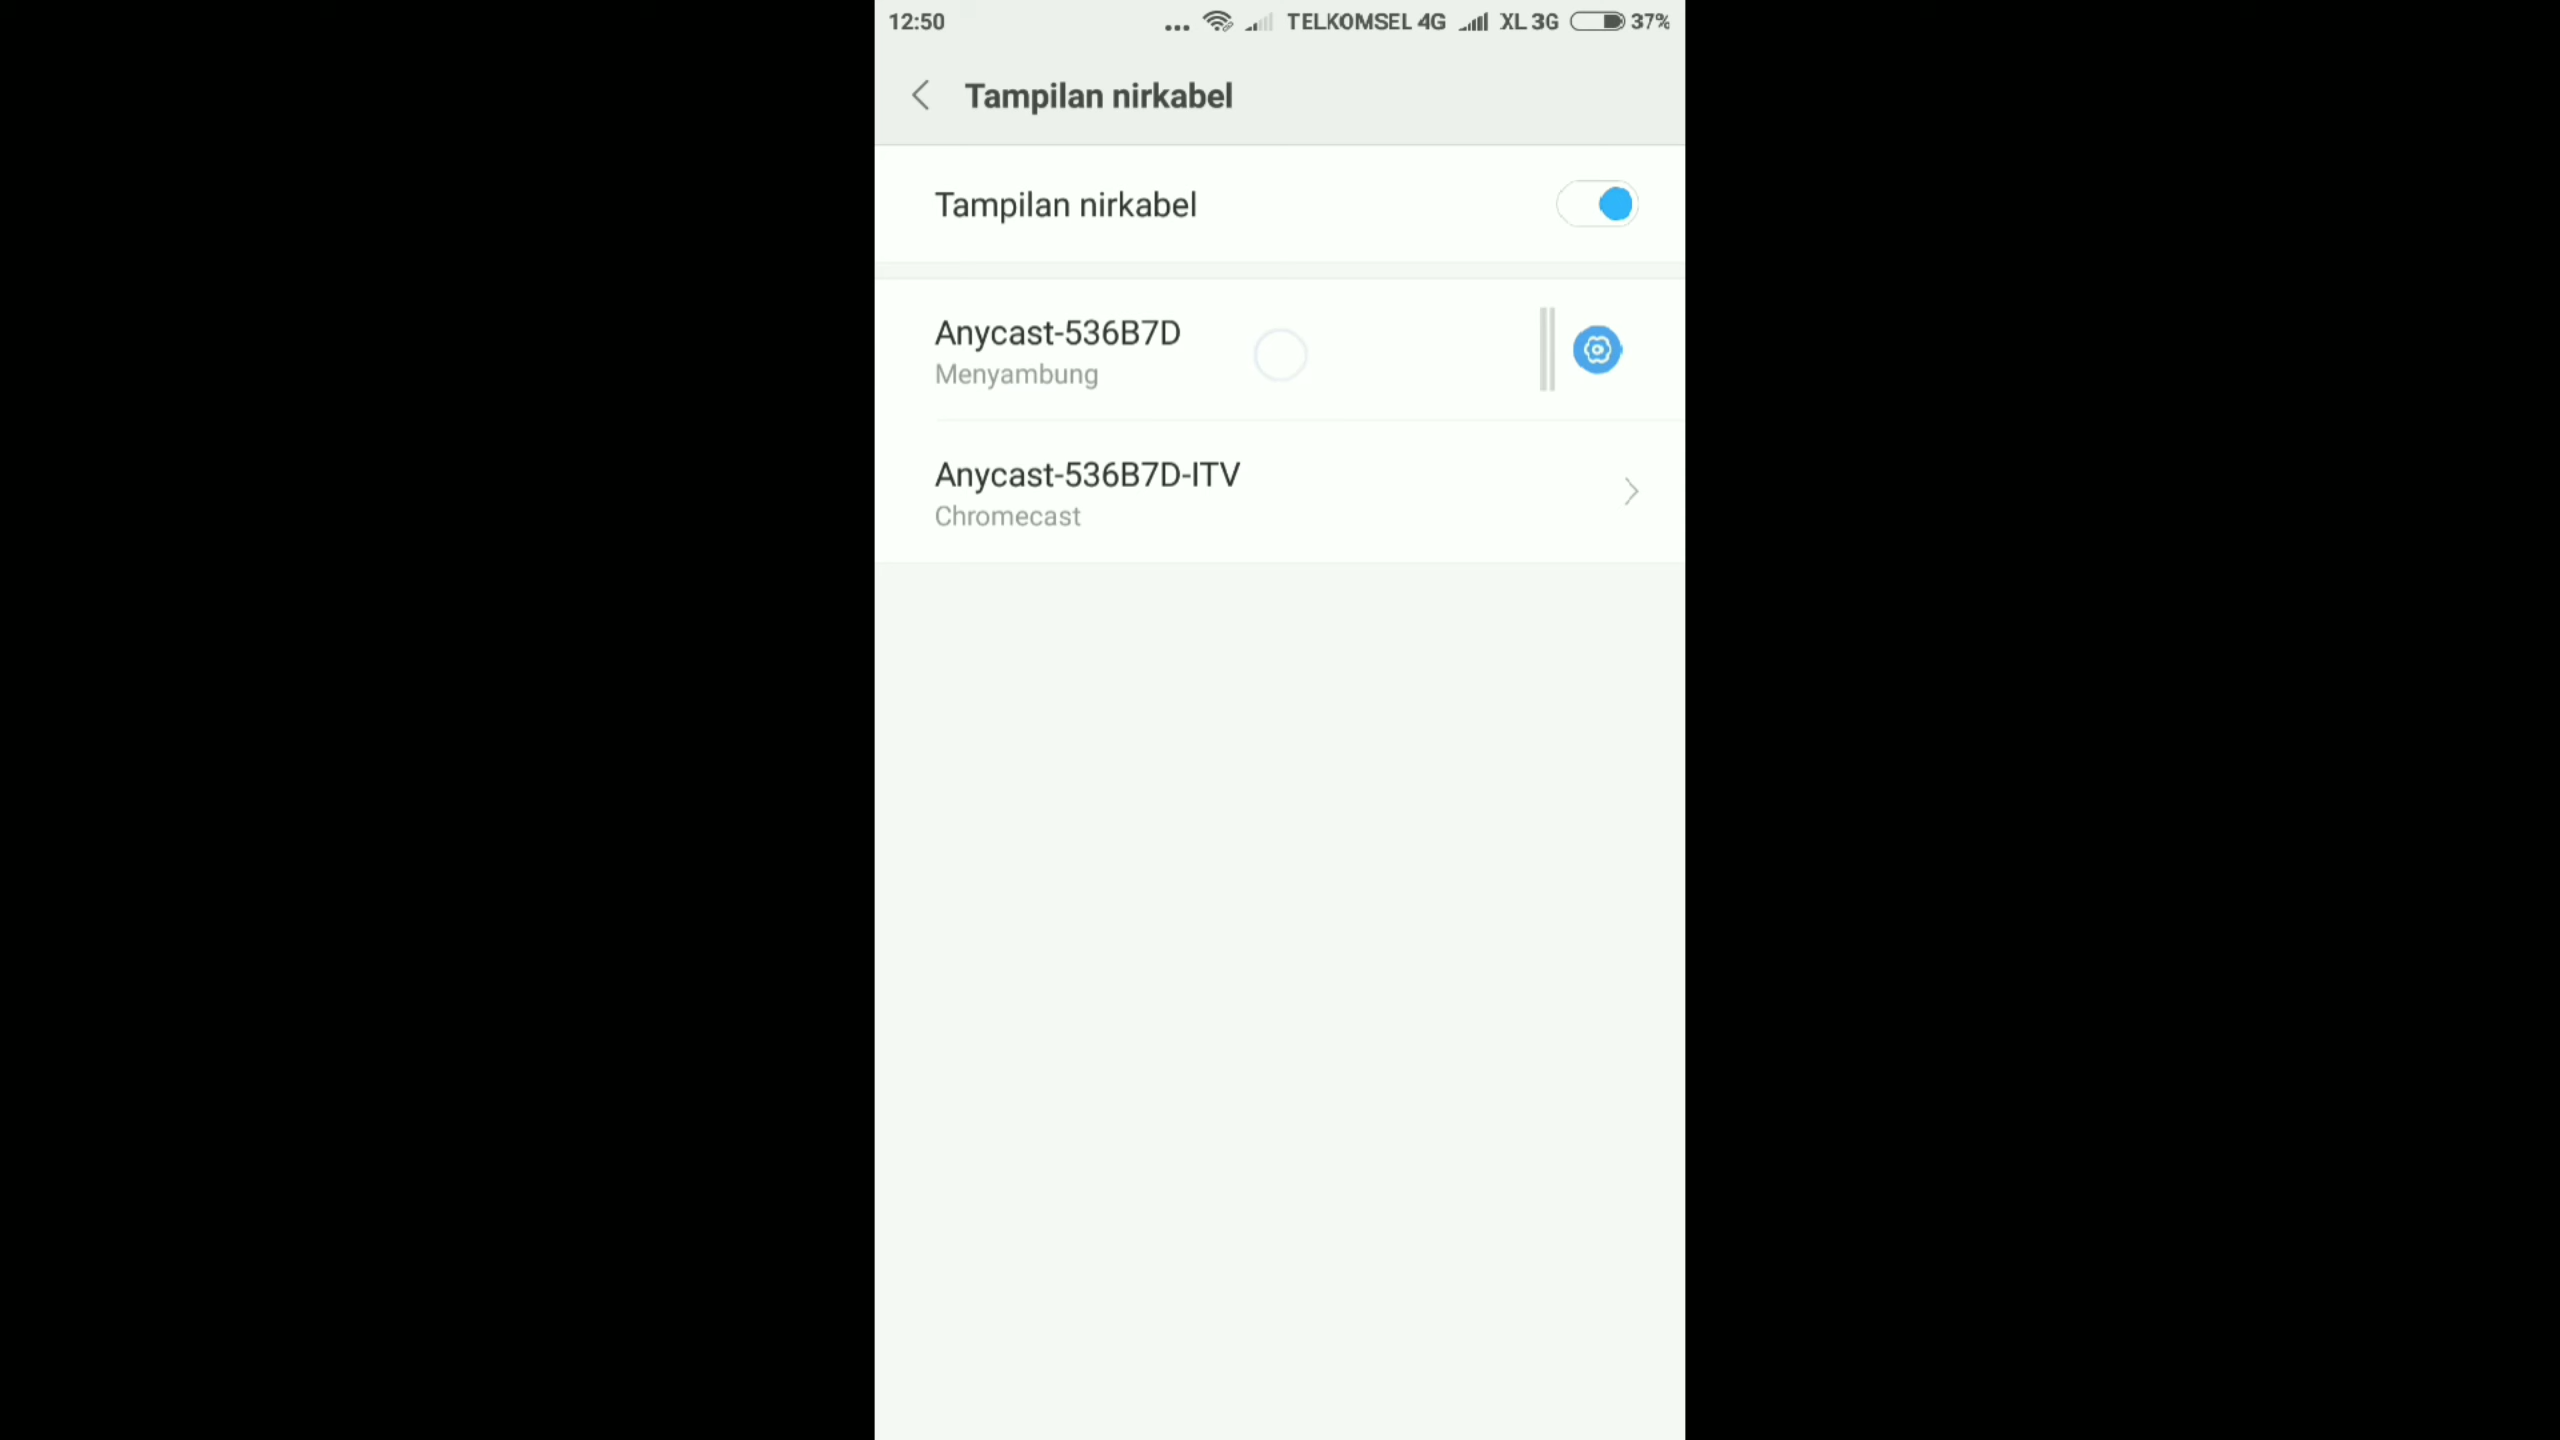 12:50 ... TELKOMSEL 4G XL 3G 37%
Tampilan nirkabel
Tampilan nirkabel
Anycast-536B7D
Menyambung
Anycast-536B7D-ITV
Chromecast